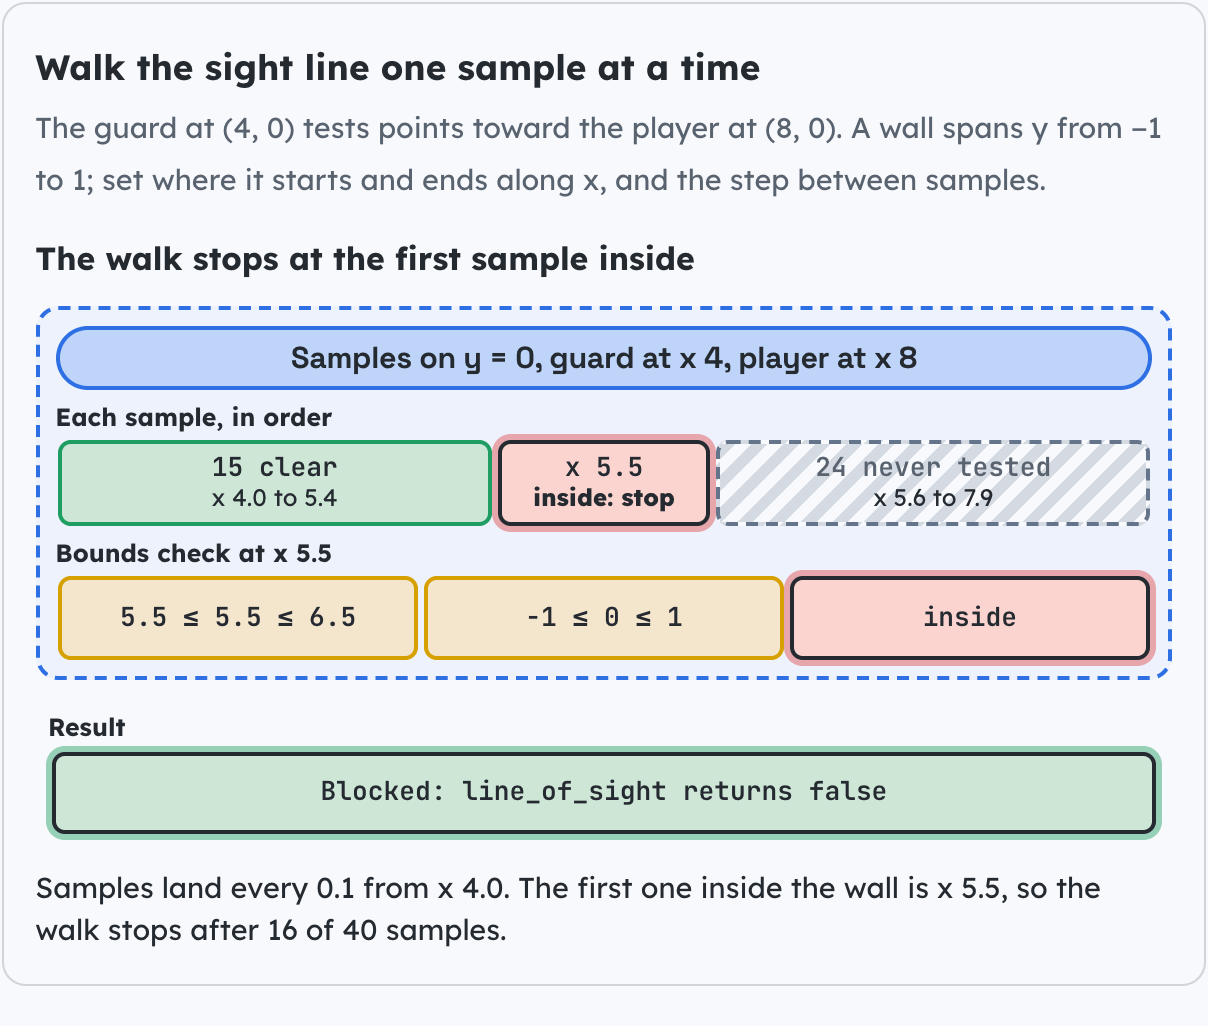 Walk the sight line one sample at a time
The guard at (4, 0) tests points toward the player at (8, 0). A wall spans y from −1
to 1; set where it starts and ends along x, and the step between samples.
The walk stops at the first sample inside
Samples on y = 0, guard at x 4, player at x 8
Each sample, in order
15 clear
x 4.0 to 5.4
x 5.5
inside: stop
24 never tested
x 5.6 to 7.9
Bounds check at x 5.5
5.5 ≤ 5.5 ≤ 6.5
-1 ≤ 0 ≤ 1
inside
Result
Blocked: line_of_sight returns false
Samples land every 0.1 from x 4.0. The first one inside the wall is x 5.5, so the
walk stops after 16 of 40 samples.